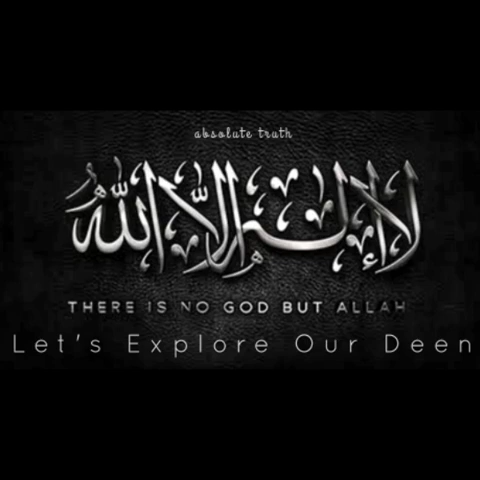 absolute truth
لا إله إلا الله
THERE IS NO GOD BUT ALLAH
Let's Explore Our Deen